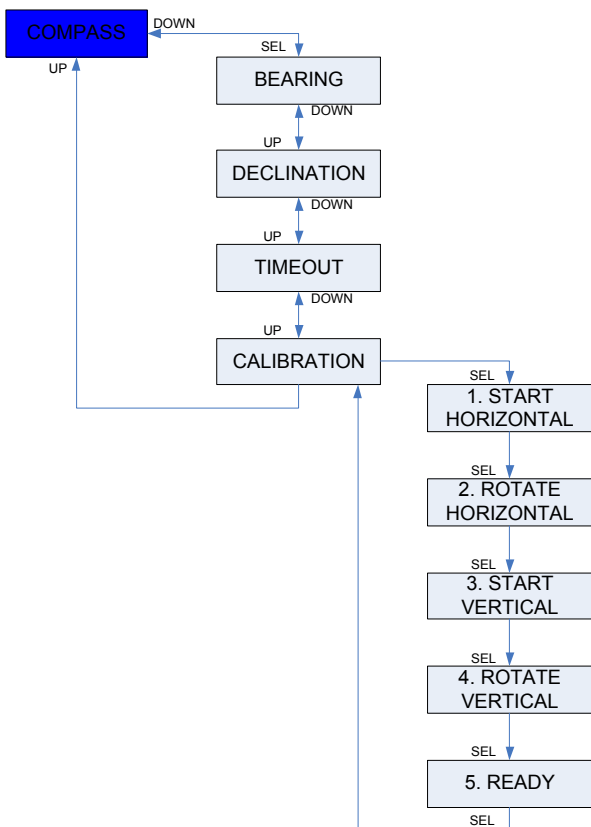 COMPASS
DOWN
SEL
UP
BEARING
DOWN
UP
DECLINATION
DOWN
UP
TIMEOUT
DOWN
UP
CALIBRATION
SEL
1. START
HORIZONTAL
SEL
2. ROTATE
HORIZONTAL
SEL
3. START
VERTICAL
SEL
4. ROTATE
VERTICAL
SEL
5. READY
SEL